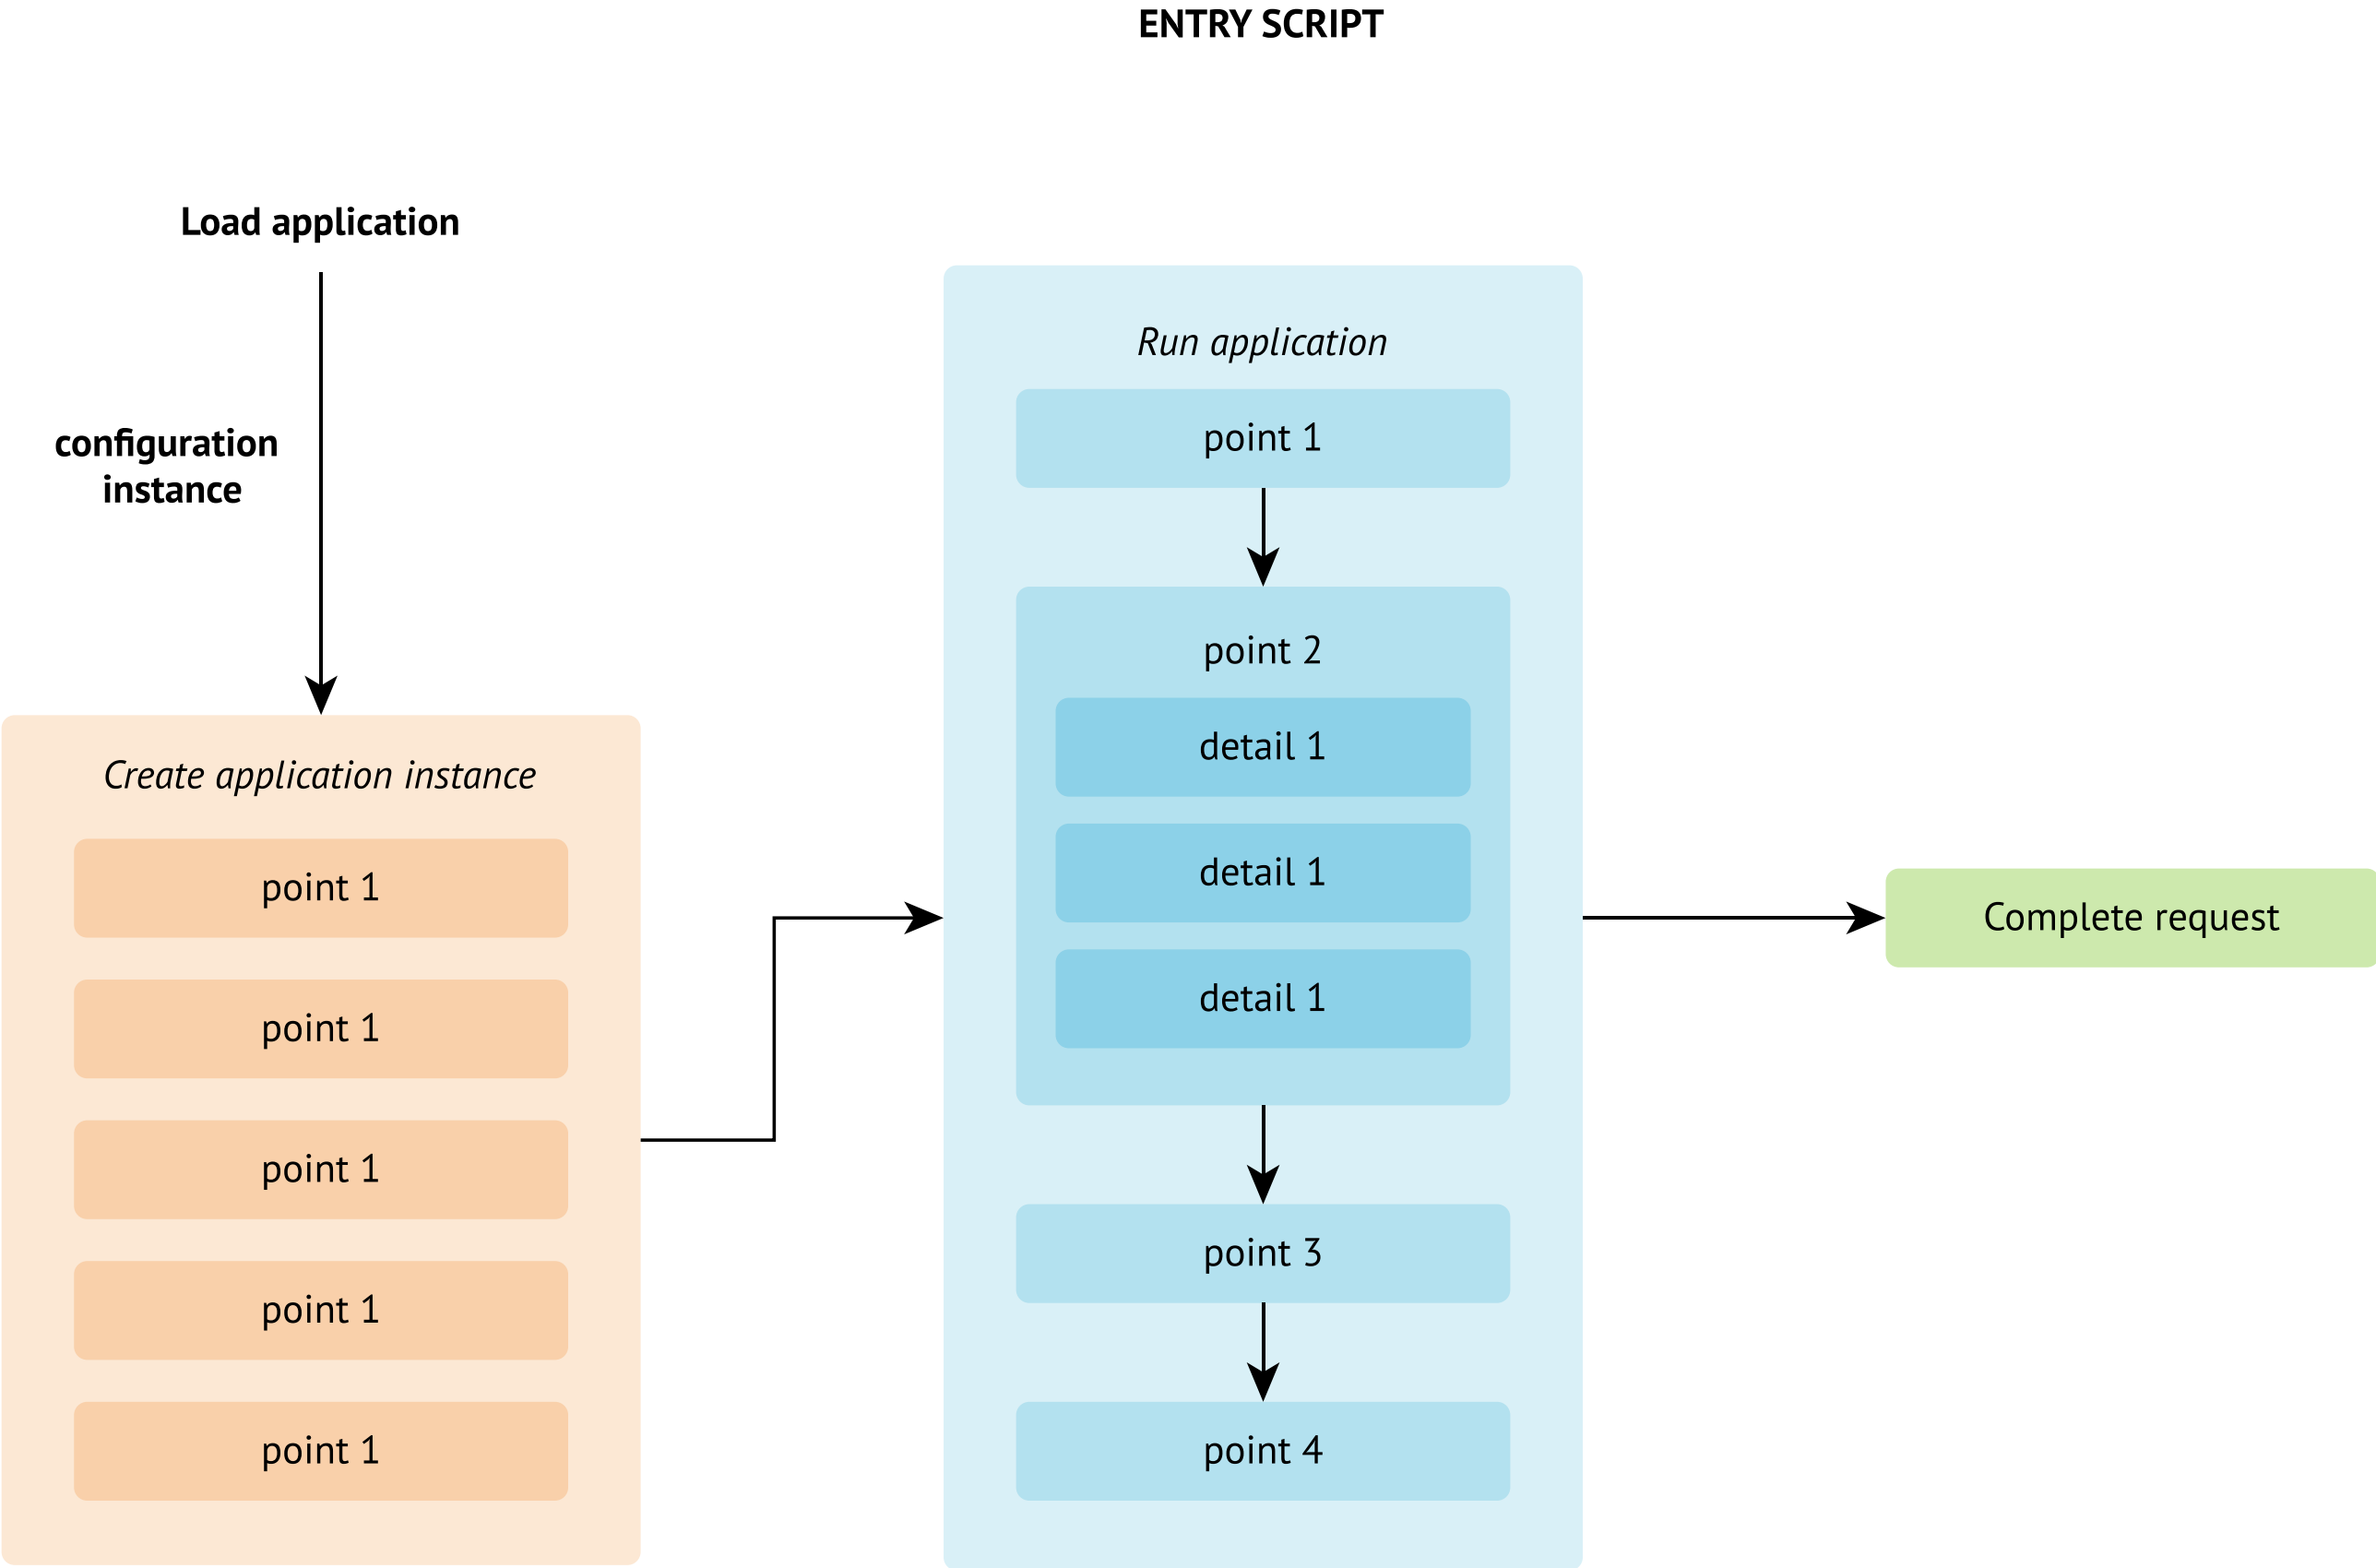 ENTRY SCRIPT
Load application
configuration
instance
Create application instance
point 1
point 1
point 1
point 1
point 1
Run application
point 1
point 2
detail 1
detail 1
detail 1
point 3
point 4
Complete request